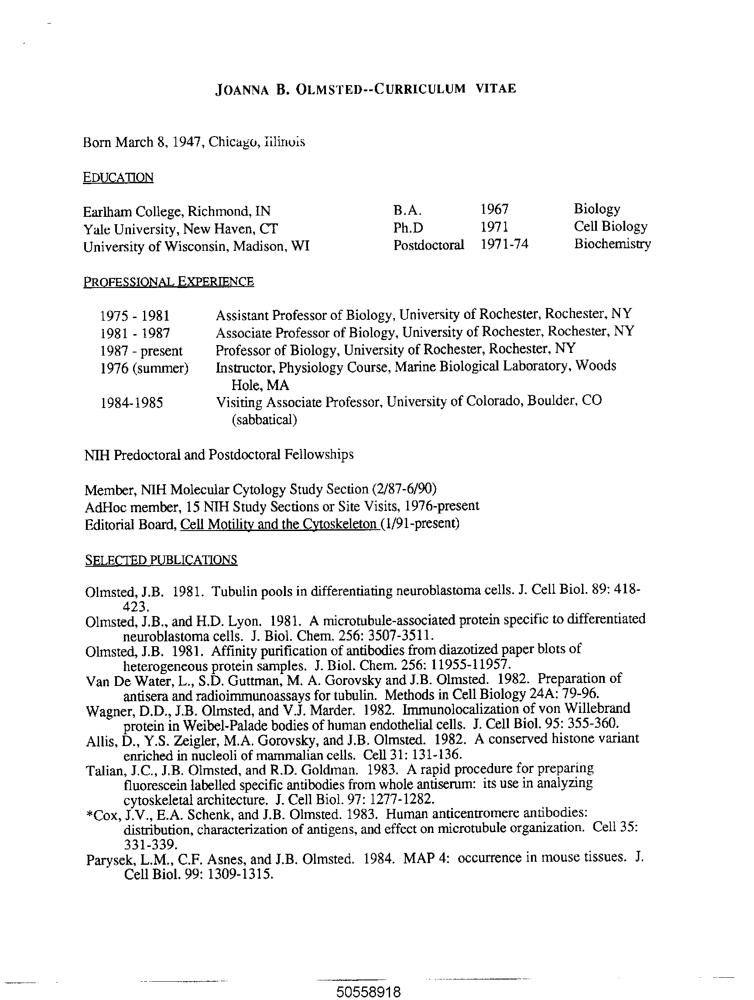 JOANNA B. OLMSTED--CURRICULUM VITAE
Born March 8, 1947, Chicago, Illinois
EDUCATION
Earlham College, Richmond, IN B.A. 1967 Biology
Yale University, New Haven, CT Ph.D 1971 Cell Biology
University of Wisconsin, Madison, WI Postdoctoral 1971-74 Biochemistry
PROFESSIONAL EXPERIENCE
1975 - 1981 Assistant Professor of Biology, University of Rochester, Rochester, NY
1981 - 1987 Associate Professor of Biology, University of Rochester, Rochester, NY
1987 - present Professor of Biology, University of Rochester, Rochester, NY
1976 (summer) Instructor, Physiology Course, Marine Biological Laboratory, Woods
Hole, MA
1984-1985 Visiting Associate Professor, University of Colorado, Boulder, CO
(sabbatical)
NIH Predoctoral and Postdoctoral Fellowships
Member, NIH Molecular Cytology Study Section (2/87-6/90)
AdHoc member, 15 NIH Study Sections or Site Visits, 1976-present
Editorial Board, Cell Motility and the Cytoskeleton (1/91-present)
SELECTED PUBLICATIONS
Olmsted, J.B. 1981. Tubulin pools in differentiating neuroblastoma cells. J. Cell Biol. 89: 418-
423.
Olmsted, J.B., and H.D. Lyon. 1981. A microtubule-associated protein specific to differentiated
neuroblastoma cells. J. Biol. Chem. 256: 3507-3511.
Olmsted, J.B. 1981. Affinity purification of antibodies from diazotized paper blots of
heterogeneous protein samples. J. Biol. Chem. 256: 11955-11957.
Van De Water, L., S.D. Guttman, M. A. Gorovsky and J.B. Olmsted. 1982. Preparation of
antisera and radioimmunoassays for tubulin. Methods in Cell Biology 24A: 79-96.
Wagner, D.D., J.B. Olmsted, and V.J. Marder. 1982. Immunolocalization of von Willebrand
protein in Weibel-Palade bodies of human endothelial cells. J. Cell Biol. 95: 355-360.
Allis, D., Y.S. Zeigler, M.A. Gorovsky, and J.B. Olmsted. 1982. A conserved histone variant
enriched in nucleoli of mammalian cells. Cell 31: 131-136.
Talian, J.C., J.B. Olmsted, and R.D. Goldman. 1983. A rapid procedure for preparing
fluorescein labelled specific antibodies from whole antiserum: its use in analyzing
cytoskeletal architecture. J. Cell Biol. 97: 1277-1282.
*Cox, J.V., E.A. Schenk, and J.B. Olmsted. 1983. Human anticentromere antibodies:
distribution, characterization of antigens, and effect on microtubule organization. Cell 35:
331-339.
Parysek, L.M., C.F. Asnes, and J.B. Olmsted. 1984. MAP 4: occurrence in mouse tissues. J.
Cell Biol. 99: 1309-1315.
50558918